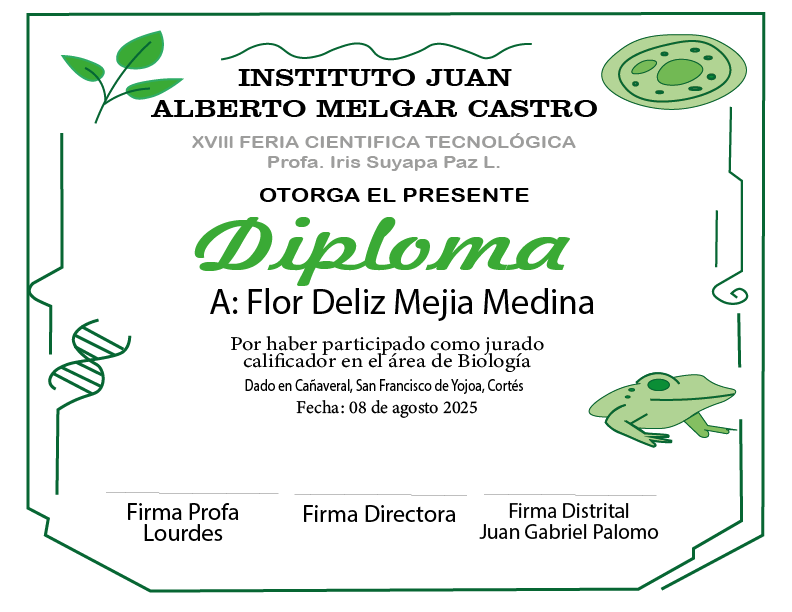 INSTITUTO JUAN
ALBERTO MELGAR CASTRO
XVIII FERIA CIENTIFICA TECNOLÓGICA
Profa. Iris Suyapa Paz L.
OTORGA EL PRESENTE
Diploma
A: Flor Deliz Mejia Medina
Por haber participado como jurado
calificador en el área de Biología
Dado en Cañaveral, San Francisco de Yojoa, Cortés
Fecha: 08 de agosto 2025
Firma Profa
Lourdes
Firma Directora
Firma Distrital
Juan Gabriel Palomo